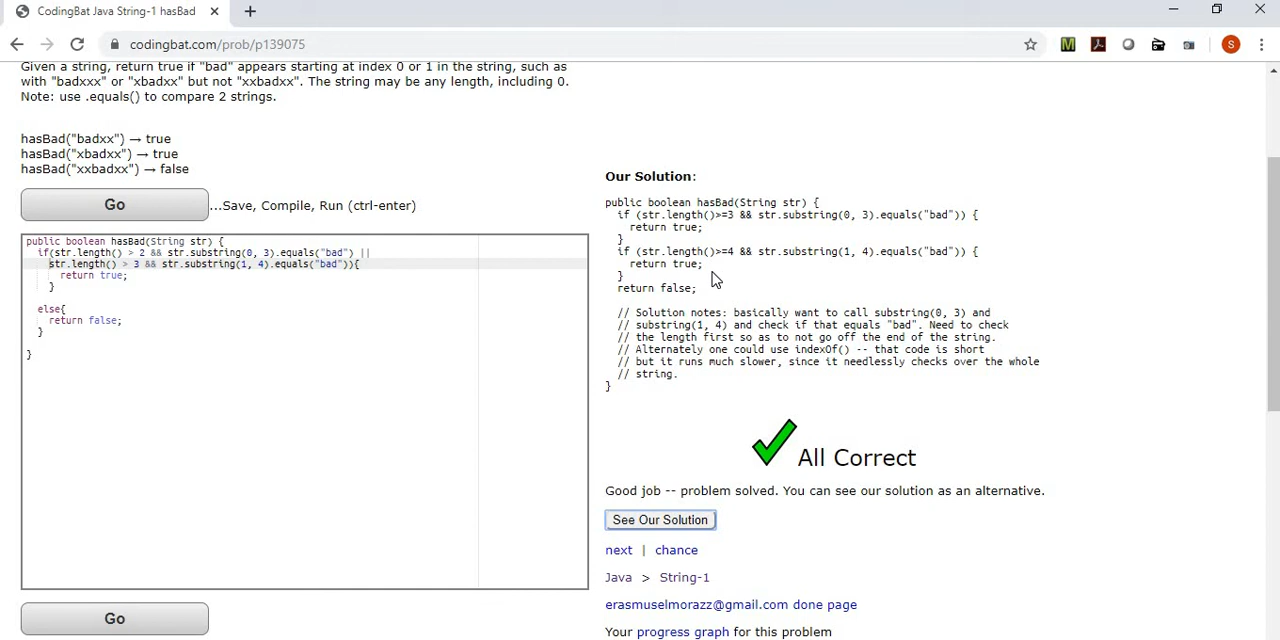 CodingBat Java String-1 hasBad
codingbat.com/prob/p139075
Given a string, return true if "bad" appears starting at index 0 or 1 in the string, such as
with "badxxx" or "xbadxx" but not "xxbadxx". The string may be any length, including 0.
Note: use .equals() to compare 2 strings.
hasBad("badxx") → true
hasBad("xbadxx") → true
hasBad("xxbadxx") → false
Go
...Save, Compile, Run (ctrl-enter)
public boolean hasBad(String str) {
if(str.length() > 2 && str.substring(0, 3).equals("bad") ||
str.length() > 3 && str.substring(1, 4).equals("bad")){
return true;
}
else{
return false;
}
}
Go
Our Solution:
public boolean hasBad(String str) {
if (str.length()>=3 && str.substring(0, 3).equals("bad")) {
return true;
}
if (str.length()>=4 && str.substring(1, 4).equals("bad")) {
return true;
}
return false;
// Solution notes: basically want to call substring(0, 3) and
// substring(1, 4) and check if that equals "bad". Need to check
// the length first so as to not go off the end of the string.
// Alternately one could use indexOf() -- that code is short
// but it runs much slower, since it needlessly checks over the whole
// string.
}
All Correct
Good job -- problem solved. You can see our solution as an alternative.
See Our Solution
next | chance
Java > String-1
erasmuselmorazz@gmail.com done page
Your progress graph for this problem
M
S